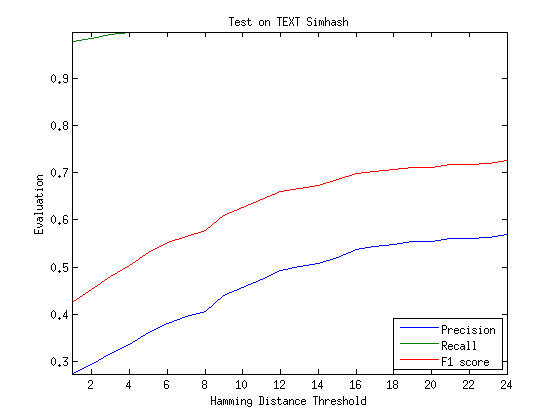 Test on TEXT Simhash
Evaluation
0.9
0.8
0.7
0.6
0.5
0.4
0.3
2 4 6 8 10 12 14 16 18 20 22 24
Hamming Distance Threshold
Precision
Recall
F1 score